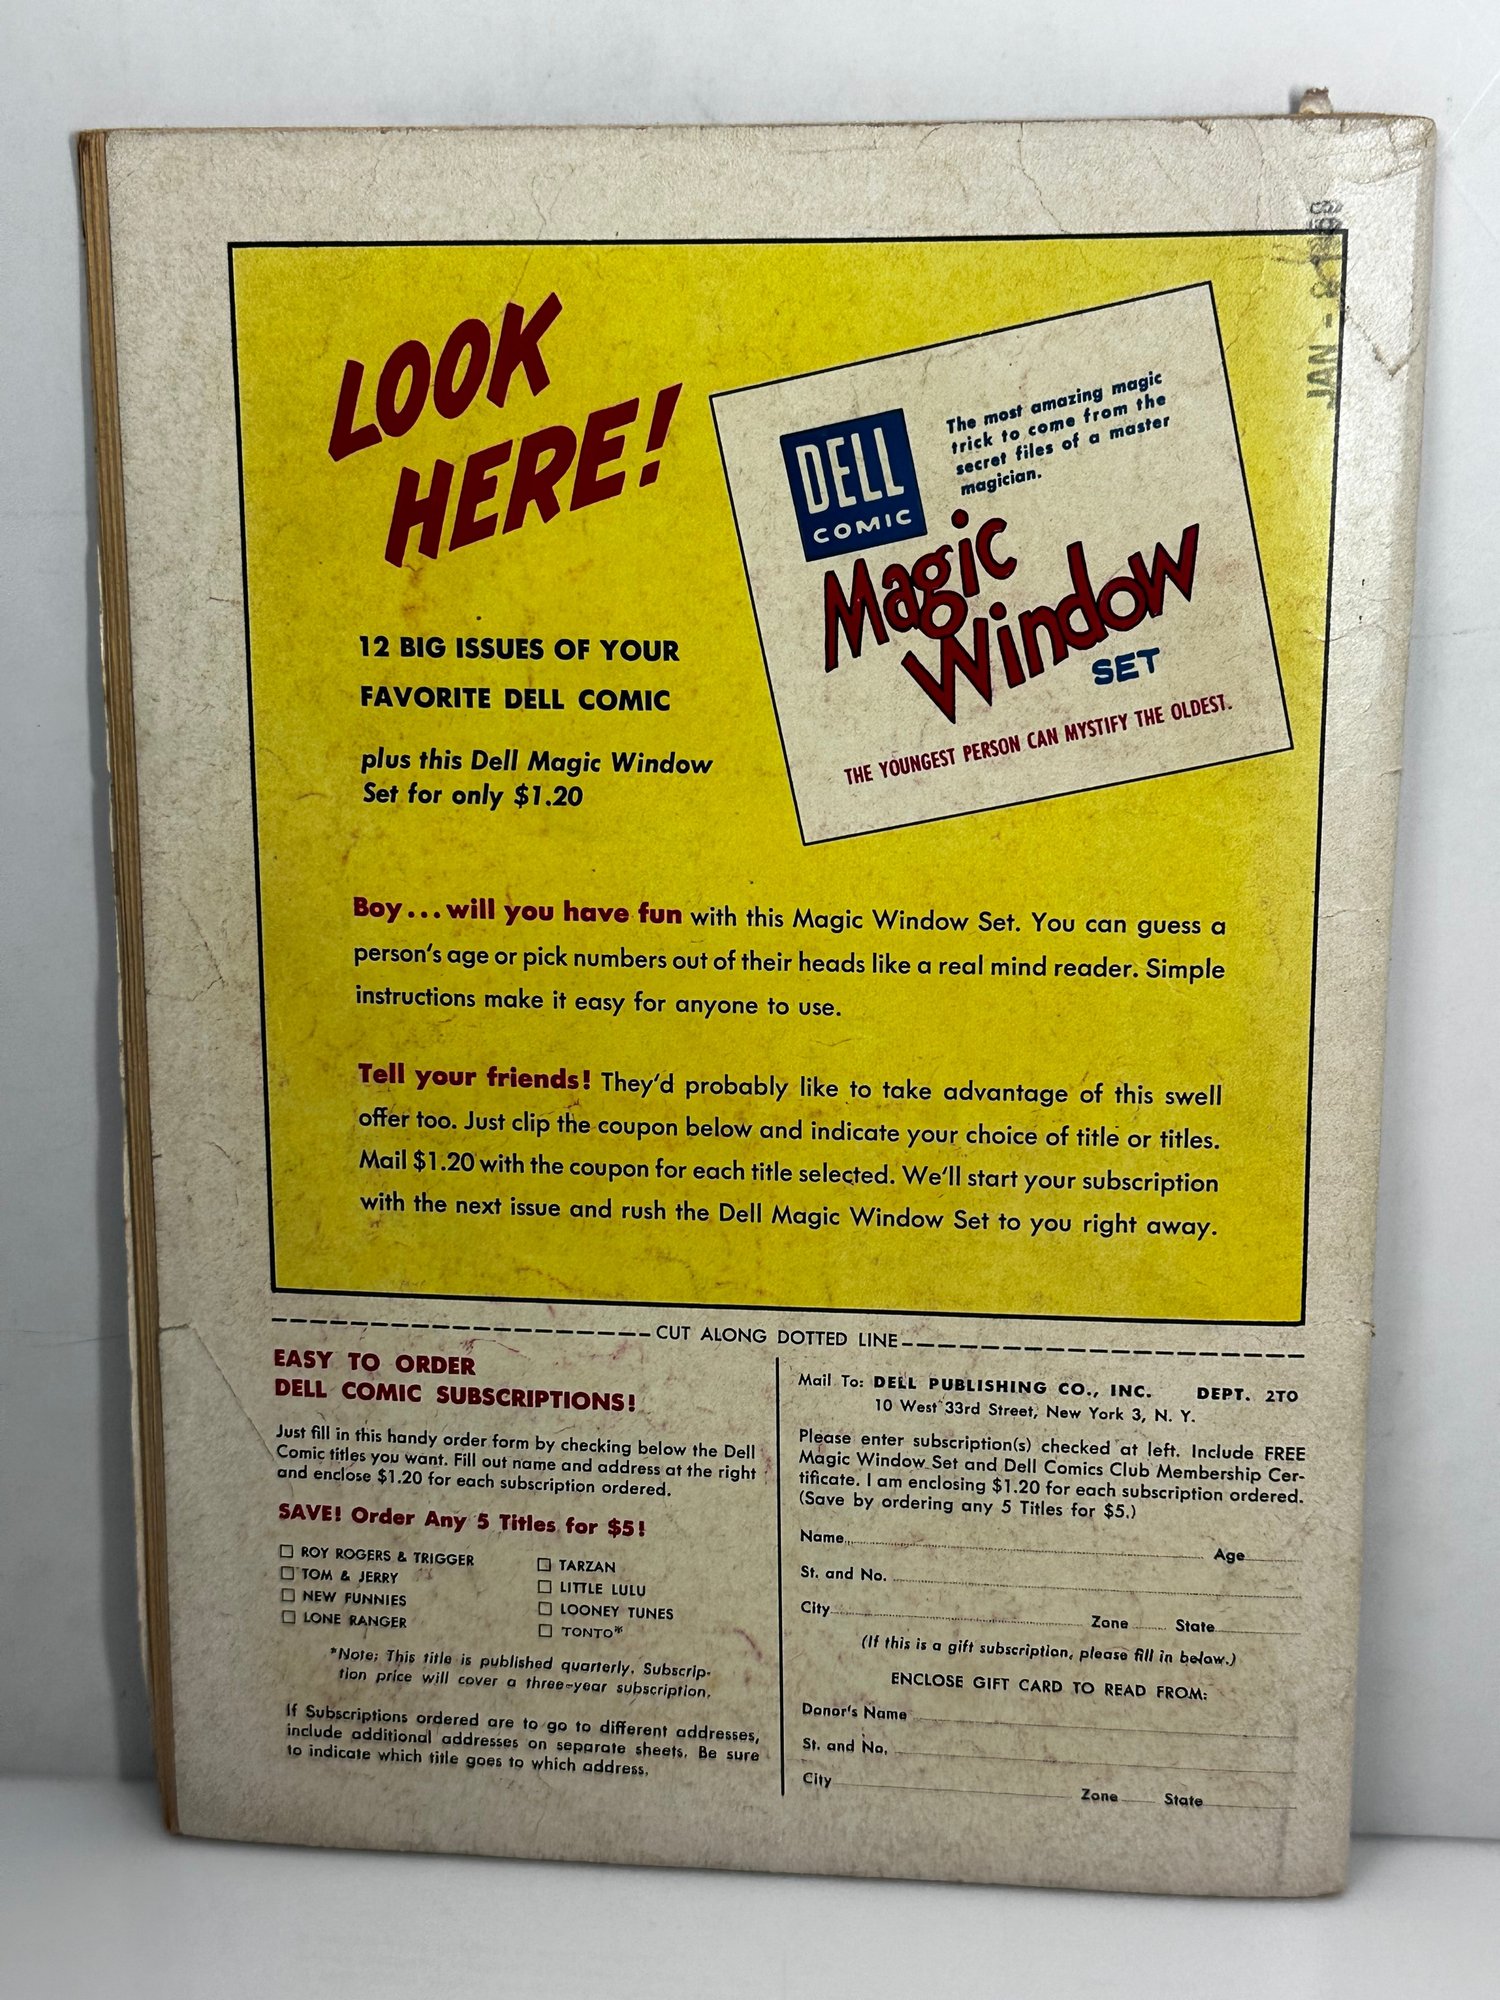 LOOK
HERE!
DELL
COMIC
The most amazing magic
trick to come from the
secret files of a master
magician.
Magic
Window
SET
THE YOUNGEST PERSON CAN MYSTIFY THE OLDEST.
12 BIG ISSUES OF YOUR
FAVORITE DELL COMIC
plus this Dell Magic Window
Set for only $1.20
Boy...will you have fun with this Magic Window Set. You can guess a
person's age or pick numbers out of their heads like a real mind reader. Simple
instructions make it easy for anyone to use.
Tell your friends! They'd probably like to take advantage of this swell
offer too. Just clip the coupon below and indicate your choice of title or titles.
Mail $1.20 with the coupon for each title selected. We'll start your subscription
with the next issue and rush the Dell Magic Window Set to you right away.
CUT ALONG DOTTED LINE
EASY TO ORDER
DELL COMIC SUBSCRIPTIONS!
Just fill in this handy order form by checking below the Dell
Comic titles you want. Fill out name and address at the right
and enclose $1.20 for each subscription ordered.
SAVE! Order Any 5 Titles for $5!
ROY ROGERS & TRIGGER
TOM & JERRY
NEW FUNNIES
LONE RANGER
TARZAN
LITTLE LULU
LOONEY TUNES
TONTO*
*Note: This title is published quarterly. Subscrip-
tion price will cover a three-year subscription.
If Subscriptions ordered are to go to different addresses,
include additional addresses on separate sheets. Be sure
to indicate which title goes to which address.
Mail To: DELL PUBLISHING CO., INC. DEPT. 2TO
10 West 33rd Street, New York 3, N. Y.
Please enter subscription(s) checked at left. Include FREE
Magic Window Set and Dell Comics Club Membership Cer-
tificate. I am enclosing $1.20 for each subscription ordered.
(Save by ordering any 5 Titles for $5.)
Name Age
St. and No.
City Zone State
(If this is a gift subscription, please fill in below.)
ENCLOSE GIFT CARD TO READ FROM:
Donor's Name
St. and No.
City Zone State
JAN - 8